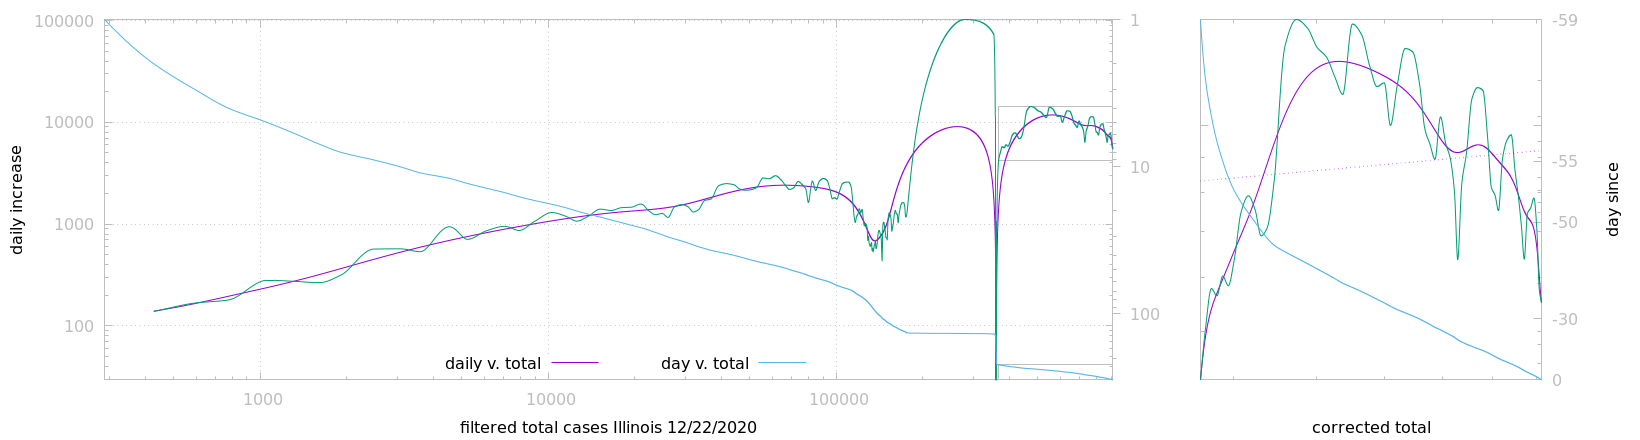 100000
10000
1000
100
daily increase
1000
10000
100000
filtered total cases Illinois 12/22/2020
daily v. total
day v. total
1
10
100
-59
-55
-50
-30
0
day since
corrected total